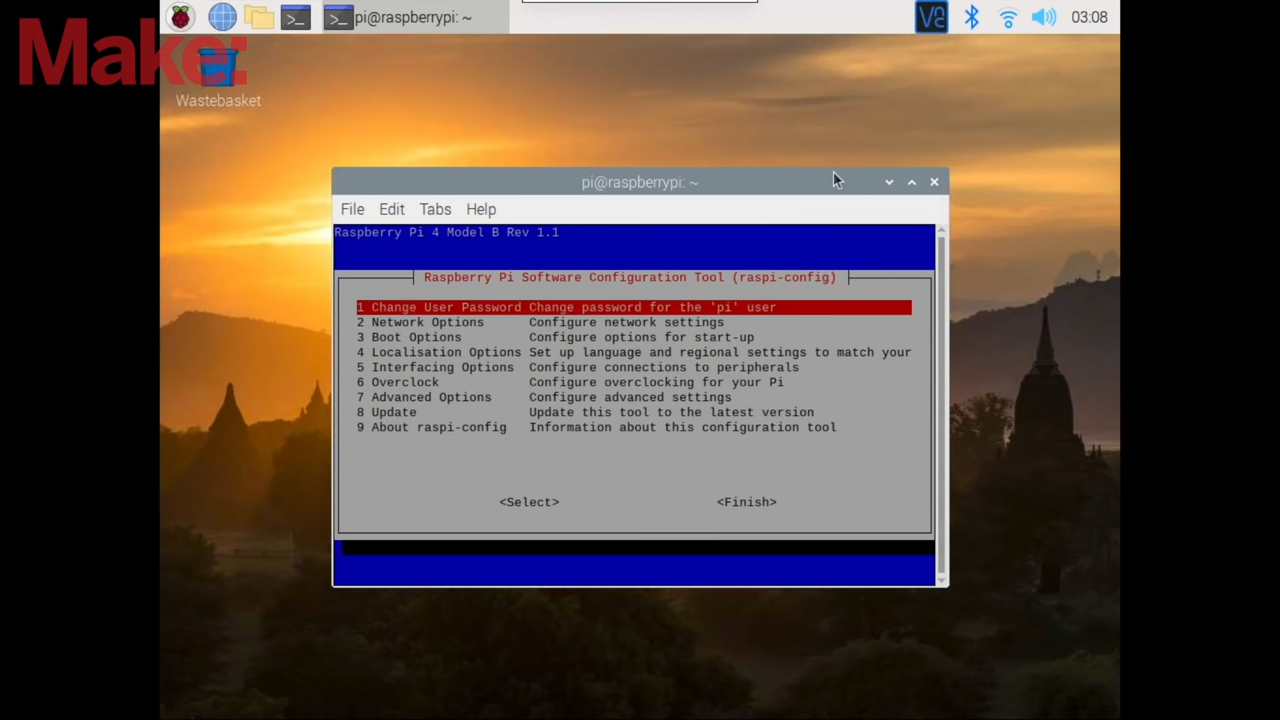 pi@raspberrypi: ~
03:08
Make:
Wastebasket
pi@raspberrypi: ~
File Edit Tabs Help
Raspberry Pi 4 Model B Rev 1.1
Raspberry Pi Software Configuration Tool (raspi-config)
1 Change User Password Change password for the 'pi' user
2 Network Options Configure network settings
3 Boot Options Configure options for start-up
4 Localisation Options Set up language and regional settings to match your
5 Interfacing Options Configure connections to peripherals
6 Overclock Configure overclocking for your Pi
7 Advanced Options Configure advanced settings
8 Update Update this tool to the latest version
9 About raspi-config Information about this configuration tool
<Select> <Finish>